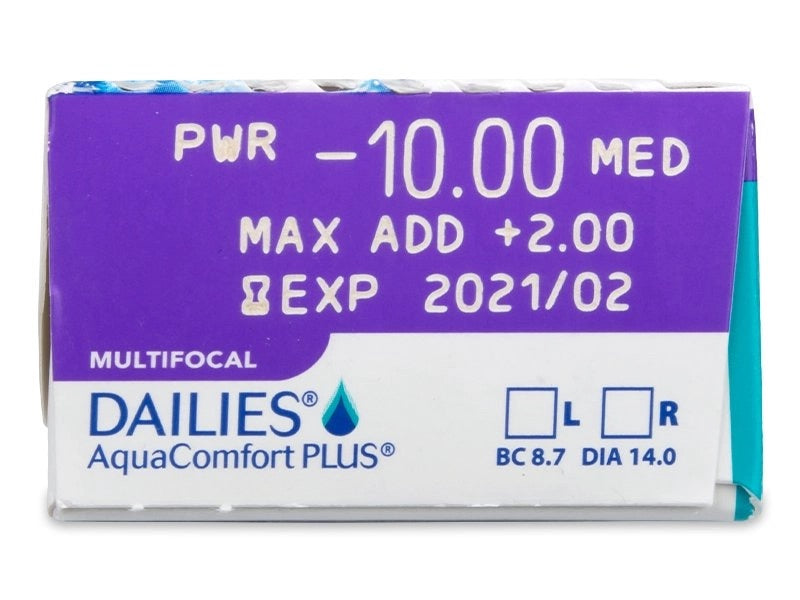 PWR -10.00 MED
MAX ADD +2.00
EXP 2021/02
MULTIFOCAL
DAILIES®
AquaComfort PLUS®
L R
BC 8.7 DIA 14.0